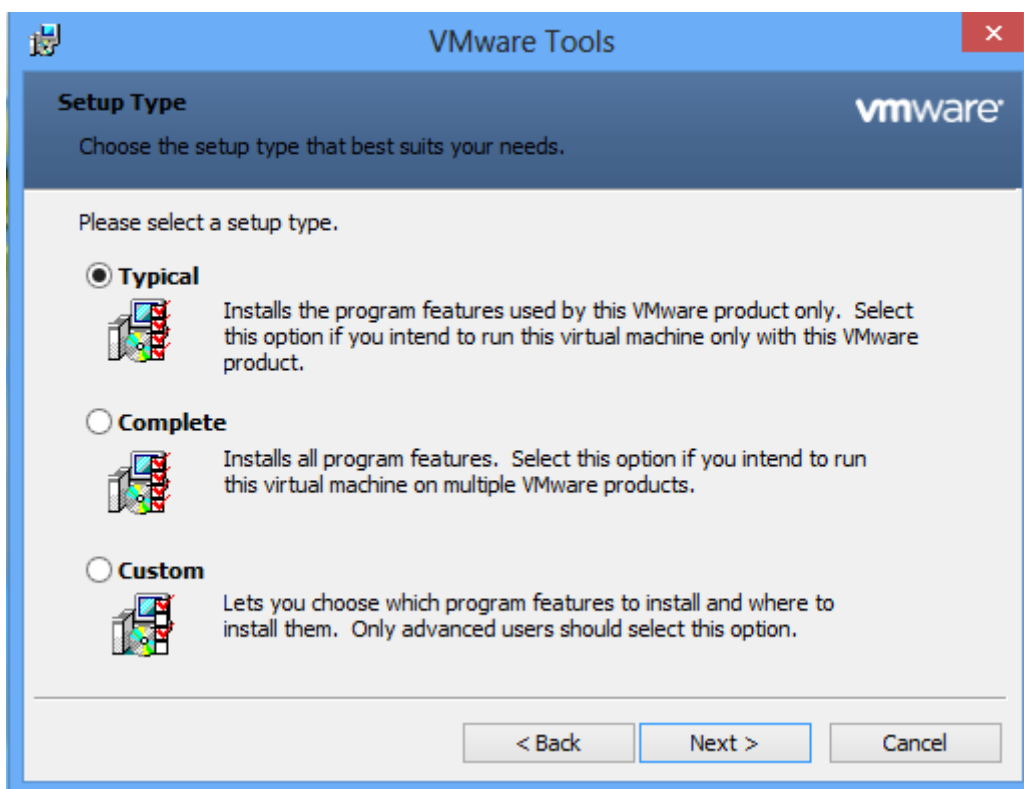 VMware Tools
Setup Type
vmware
Choose the setup type that best suits your needs.
Please select a setup type.
Typical
Installs the program features used by this VMware product only. Select
this option if you intend to run this virtual machine only with this VMware
product.
Complete
Installs all program features. Select this option if you intend to run
this virtual machine on multiple VMware products.
Custom
Lets you choose which program features to install and where to
install them. Only advanced users should select this option.
< Back
Next >
Cancel